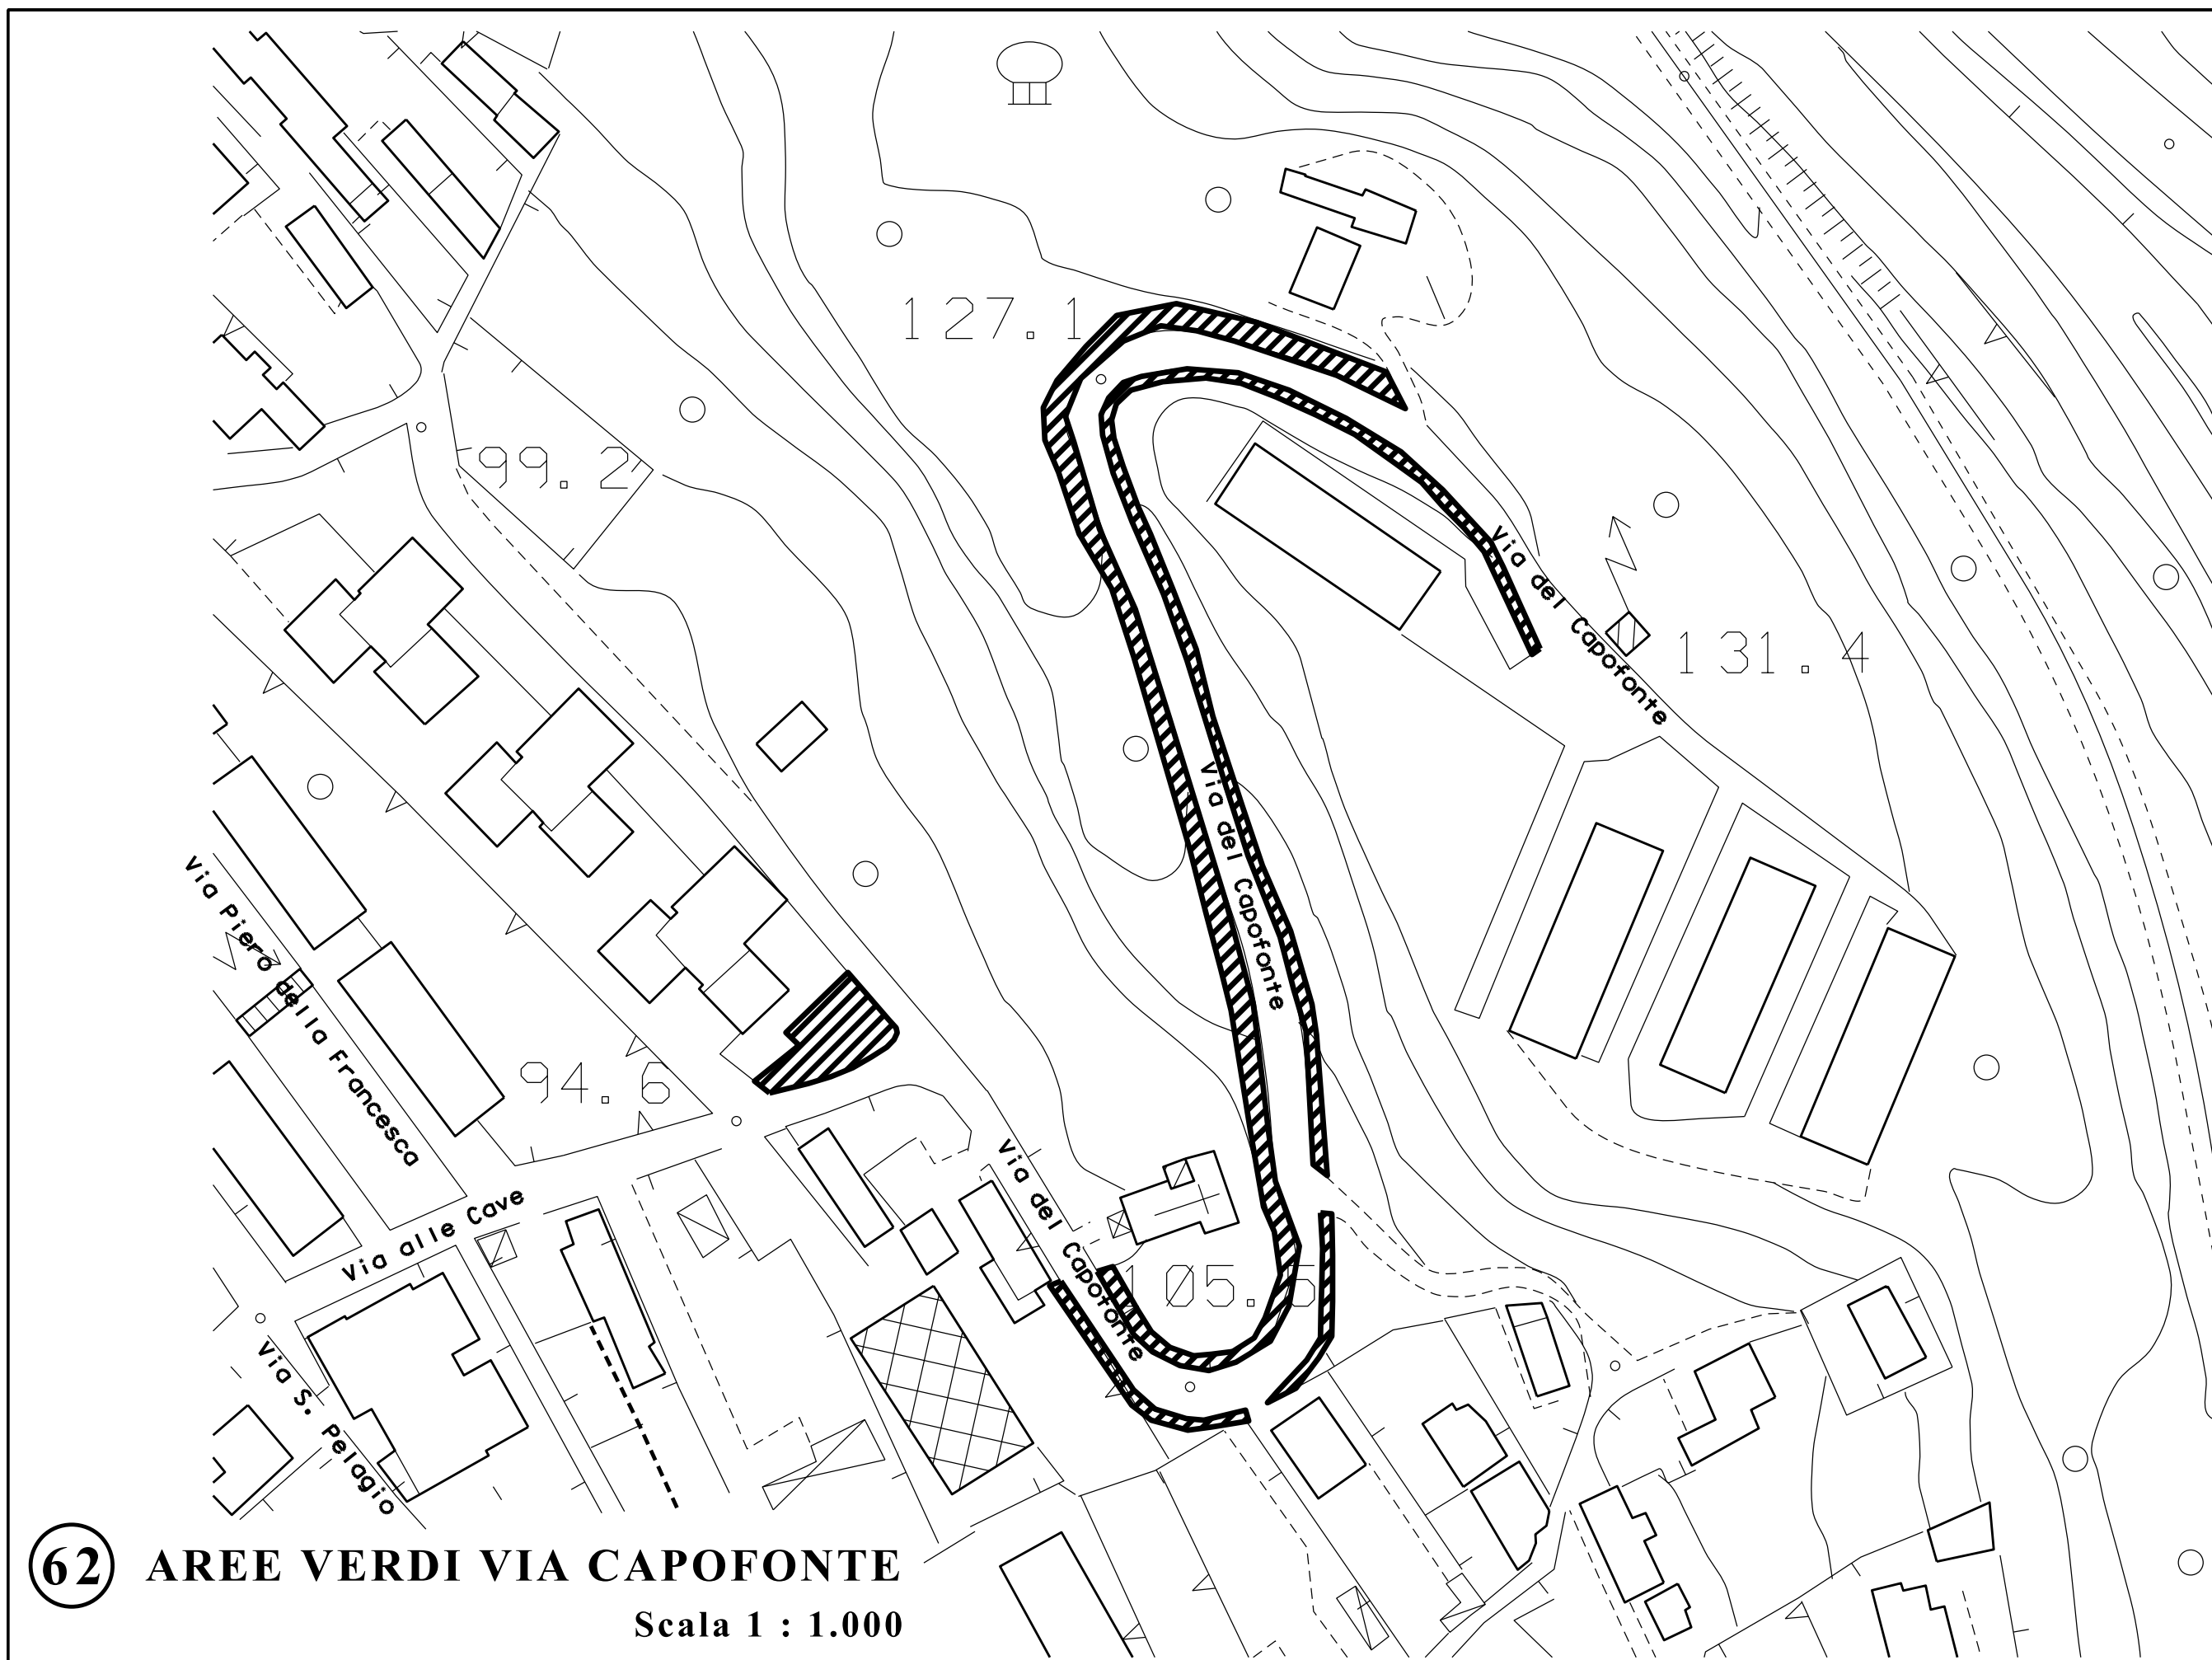 127.1
99.2
Via del Capofonte
131.4
Via del Capofonte
Via Piero della Francesca
94.6
Via del Capofonte
Via alle Cave
105.5
Via S. Pelagio
62 AREE VERDI VIA CAPOFONTE
Scala 1 : 1.000